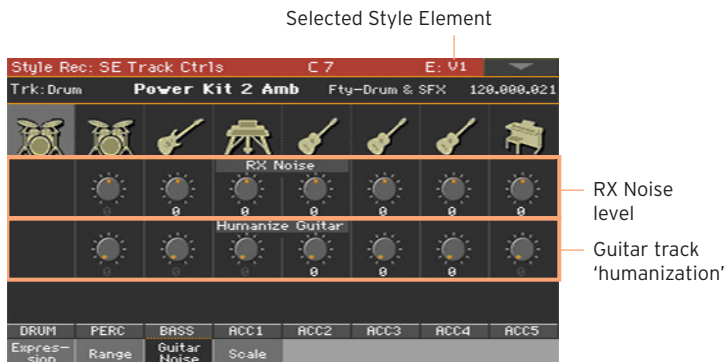 Selected Style Element
Style Rec: SE Track Ctrls C 7 E: V1
Trk: Drum Power Kit 2 Amb Fty-Drum & SFX 120.000.021
RX Noise
0 0 0 0 0 0 0
RX Noise
level
Humanize Guitar
0 0 0 0 0 0 0
Guitar track
‘humanization’
DRUM PERC BASS ACC1 ACC2 ACC3 ACC4 ACC5
Expres-
sion
Range
Guitar
Noise
Scale